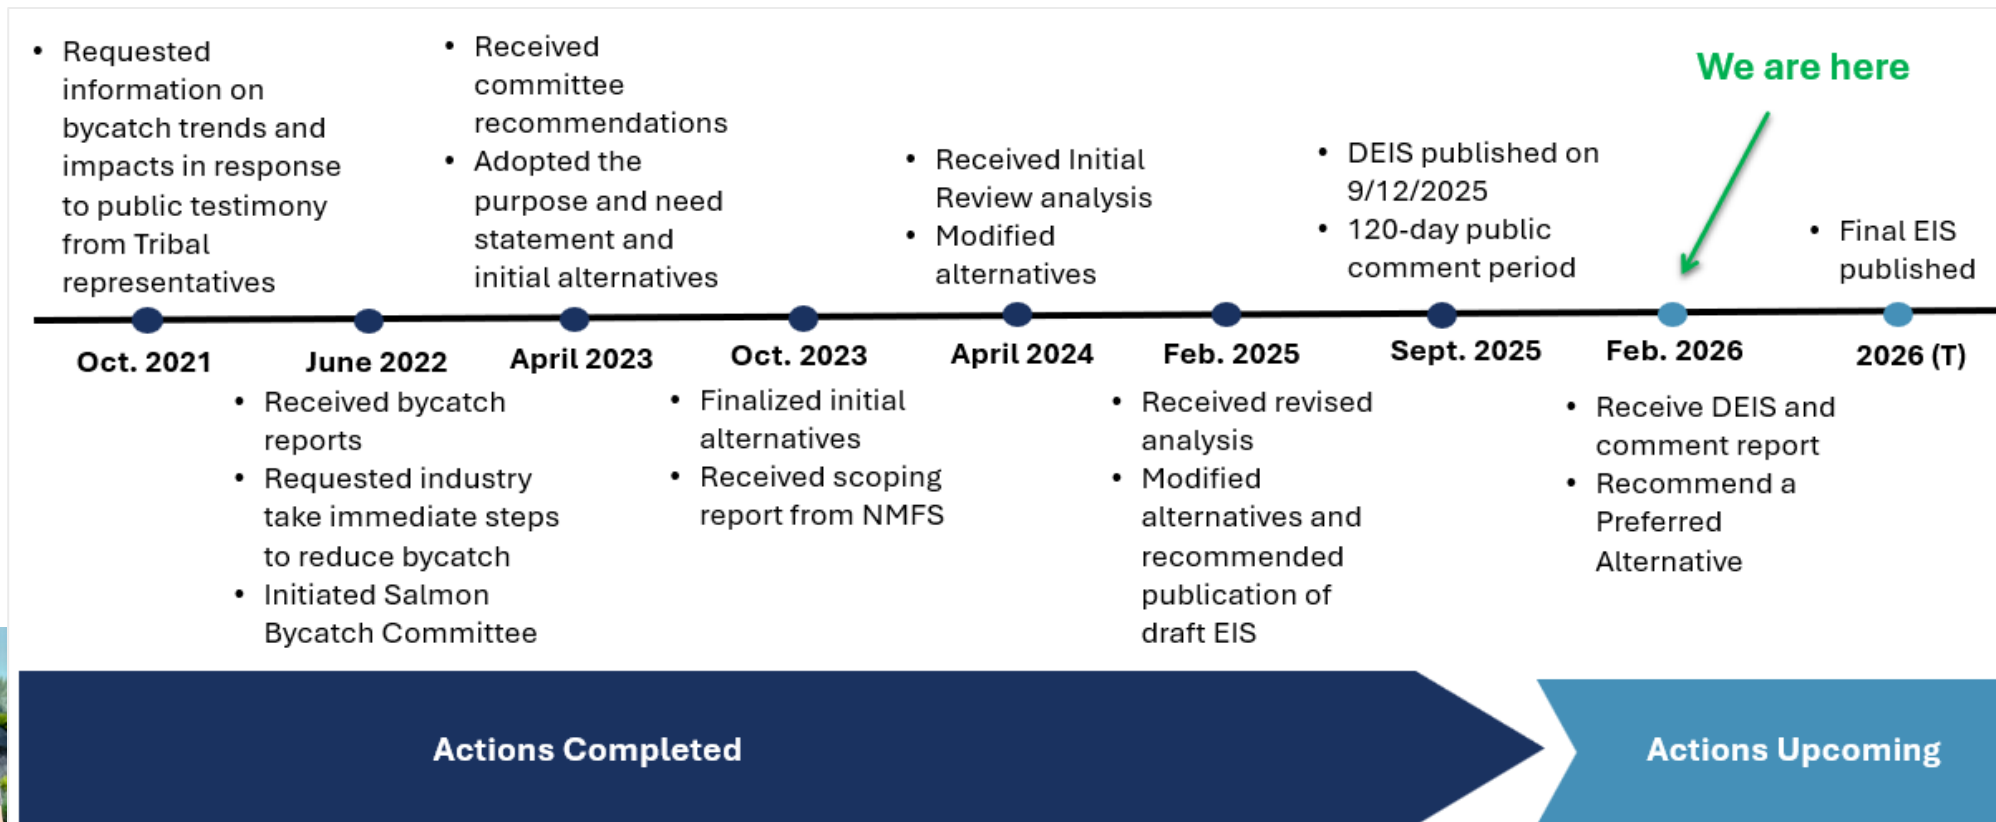 • Requested
information on
bycatch trends and
impacts in response
to public testimony
from Tribal
representatives
Oct. 2021
June 2022
• Received bycatch
reports
• Requested industry
take immediate steps
to reduce bycatch
• Initiated Salmon
Bycatch Committee
• Received
committee
recommendations
• Adopted the
purpose and need
statement and
initial alternatives
April 2023
Oct. 2023
• Finalized initial
alternatives
• Received scoping
report from NMFS
• Received Initial
Review analysis
• Modified
alternatives
April 2024
Feb. 2025
• Received revised
analysis
• Modified
alternatives and
recommended
publication of
draft EIS
• DEIS published on
9/12/2025
• 120-day public
comment period
Sept. 2025
We are here
Feb. 2026
• Receive DEIS and
comment report
• Recommend a
Preferred
Alternative
• Final EIS
published
2026 (T)
Actions Completed
Actions Upcoming